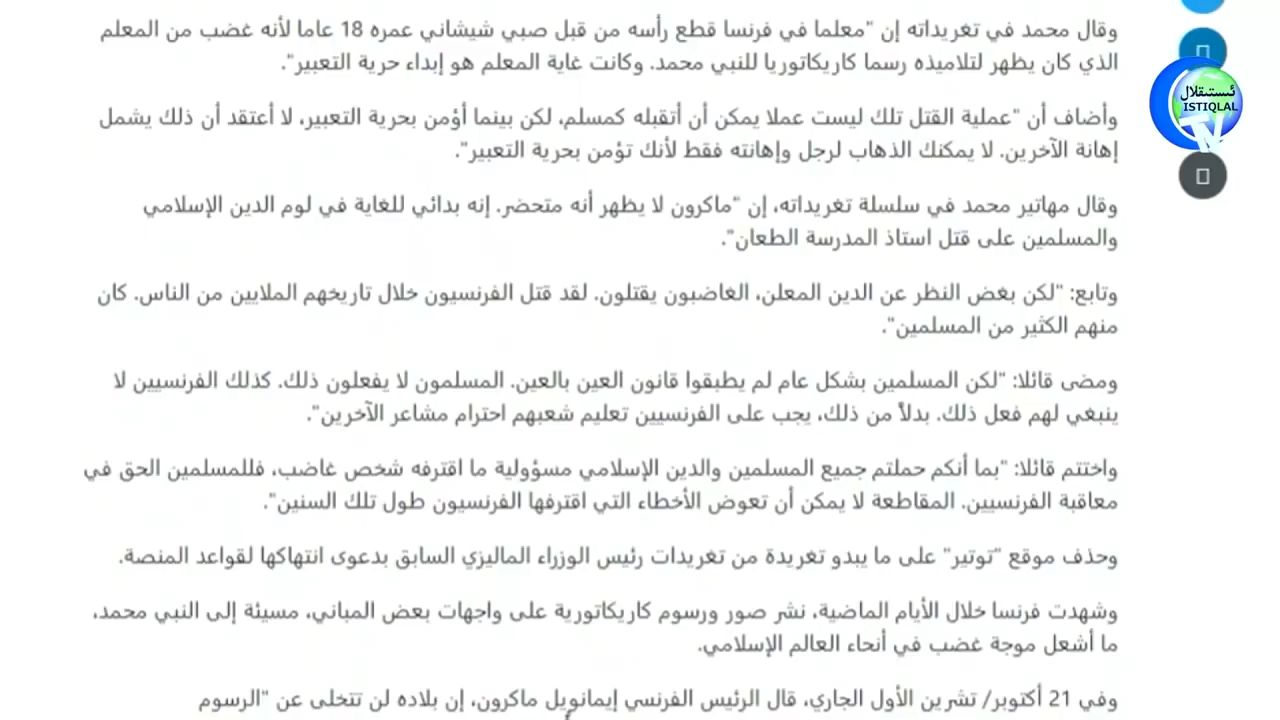 وقال محمد في تغريداته إن "معلما في فرنسا قطع رأسه من قبل صبي شيشاني عمره 18 عاما لأنه غضب من المعلم
الذي كان يظهر لتلاميذه رسما كاريكاتوريا للنبي محمد. وكانت غاية المعلم هو إبداء حرية التعبير".
وأضاف أن "عملية القتل تلك ليست عملا يمكن أن أتقبله كمسلم، لكن بينما أؤمن بحرية التعبير، لا أعتقد أن ذلك يشمل
إهانة الآخرين. لا يمكنك الذهاب لرجل وإهانته فقط لأنك تؤمن بحرية التعبير".
وقال مهاتير محمد في سلسلة تغريداته، إن "ماكرون لا يظهر أنه متحضر. إنه بدائي للغاية في لوم الدين الإسلامي
والمسلمين على قتل استاذ المدرسة الطعان".
وتابع: "لكن بغض النظر عن الدين المعلن، الغاضبون يقتلون. لقد قتل الفرنسيون خلال تاريخهم الملايين من الناس. كان
منهم الكثير من المسلمين".
ومضى قائلا: "لكن المسلمين بشكل عام لم يطبقوا قانون العين بالعين. المسلمون لا يفعلون ذلك. كذلك الفرنسيين لا
ينبغي لهم فعل ذلك. بدلاً من ذلك، يجب على الفرنسيين تعليم شعبهم احترام مشاعر الآخرين".
واختتم قائلا: "بما أنكم حملتم جميع المسلمين والدين الإسلامي مسؤولية ما اقترفه شخص غاضب، فللمسلمين الحق في
معاقبة الفرنسيين. المقاطعة لا يمكن أن تعوض الأخطاء التي اقترفها الفرنسيون طول تلك السنين".
وحذف موقع "توتير" على ما يبدو تغريدة من تغريدات رئيس الوزراء الماليزي السابق بدعوى انتهاكها لقواعد المنصة.
وشهدت فرنسا خلال الأيام الماضية، نشر صور ورسوم كاريكاتورية على واجهات بعض المباني، مسيئة إلى النبي محمد،
ما أشعل موجة غضب في أنحاء العالم الإسلامي.
وفي 21 أكتوبر/ تشرين الأول الجاري، قال الرئيس الفرنسي إيمانويل ماكرون، إن بلاده لن تتخلى عن "الرسوم
ئىستىقلال
ISTIQLAL
TV